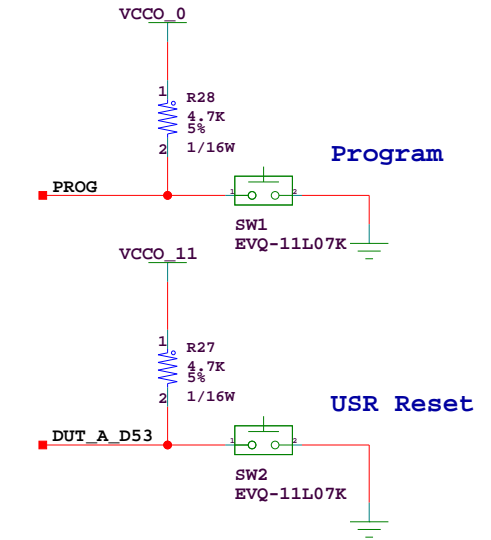 VCCO_0
1
R28
4.7K
5%
2 1/16W
Program
PROG
1 2
SW1
EVQ-11L07K
VCCO_11
1
R27
4.7K
5%
2 1/16W
USR Reset
DUT_A_D53
1 2
SW2
EVQ-11L07K